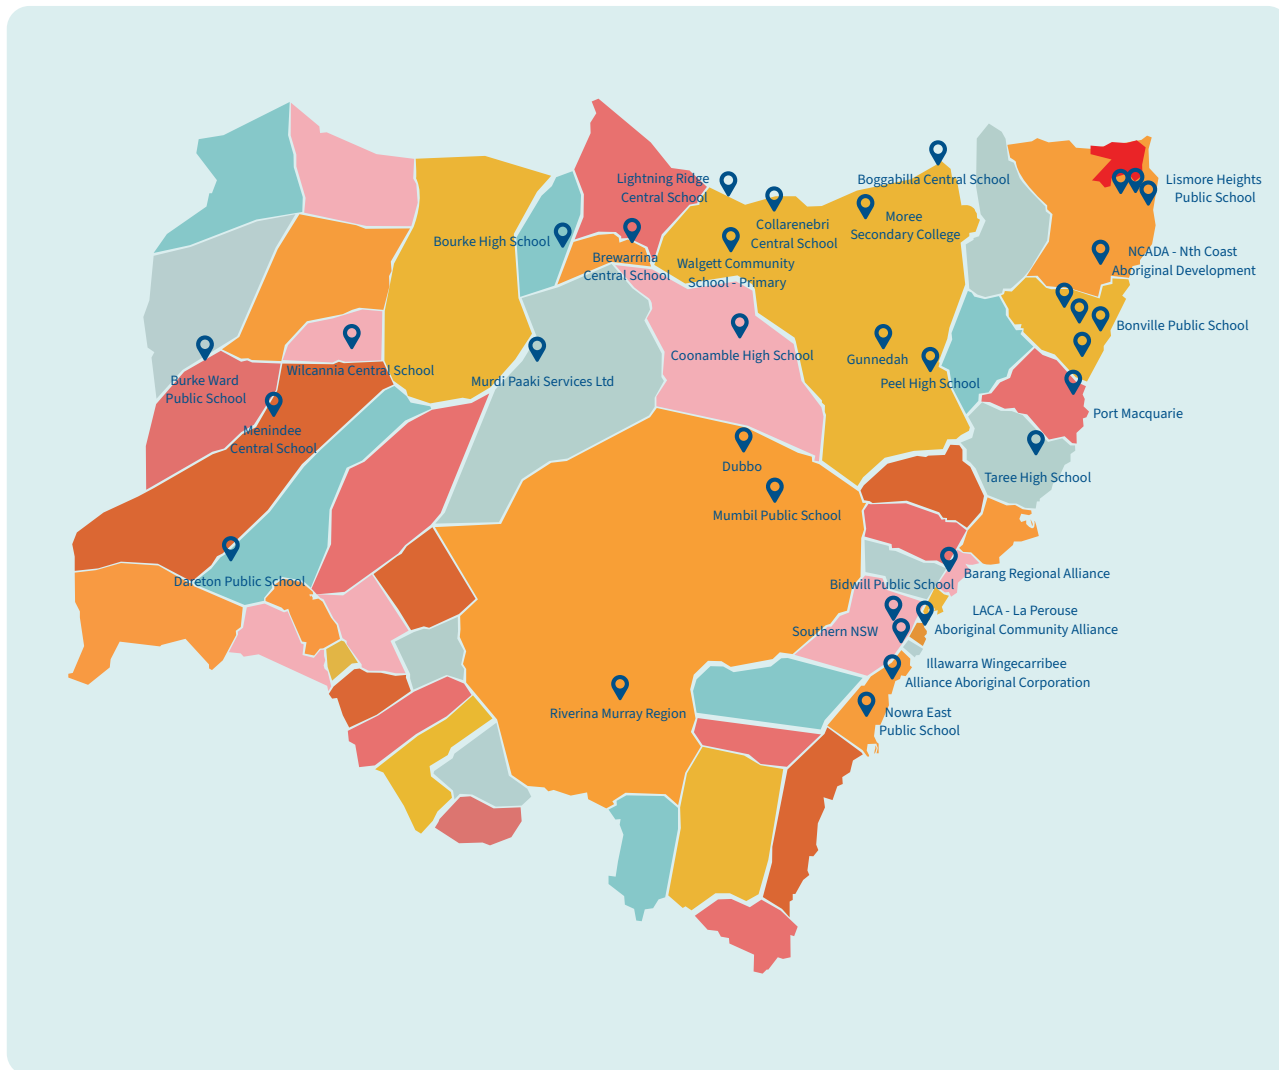 Lightning Ridge
Central School
Boggabilla Central School
Lismore Heights
Public School
Collarenebri
Central School
Moree
Secondary College
Bourke High School
Brewarrina
Central School
Walgett Community
School - Primary
NCADA - Nth Coast
Aboriginal Development
Bonville Public School
Coonamble High School
Gunnedah
Peel High School
Burke Ward
Public School
Wilcannia Central School
Murdi Paaki Services Ltd
Port Macquarie
Menindee
Central School
Dubbo
Taree High School
Mumbil Public School
Dareton Public School
Bidwill Public School
Barang Regional Alliance
Southern NSW
LACA - La Perouse
Aboriginal Community Alliance
Illawarra Wingecarribee
Alliance Aboriginal Corporation
Riverina Murray Region
Nowra East
Public School